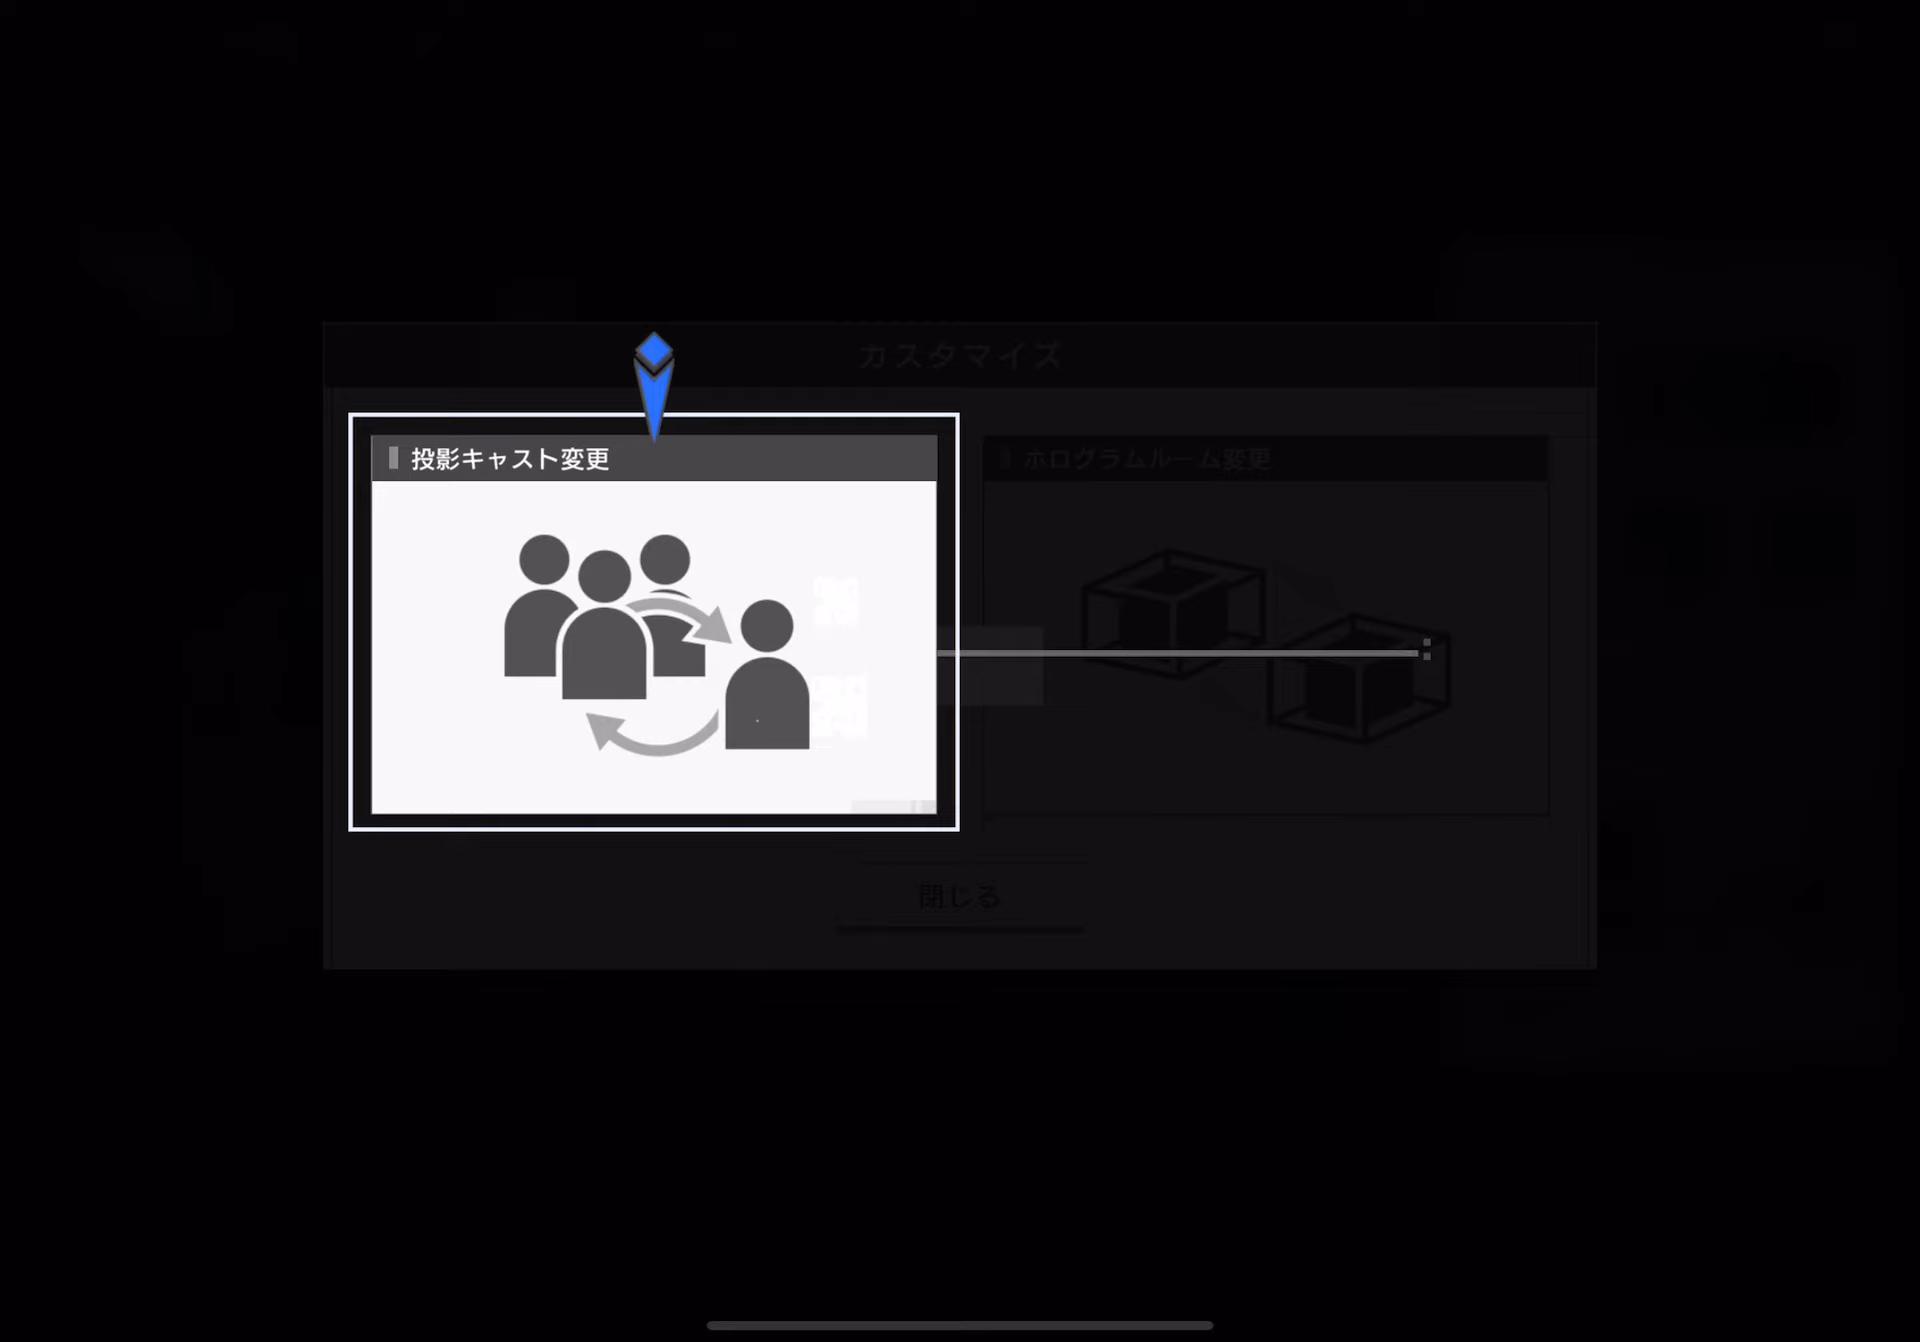 カスタマイズ
投影キャスト変更
ホログラムルーム変更
閉じる